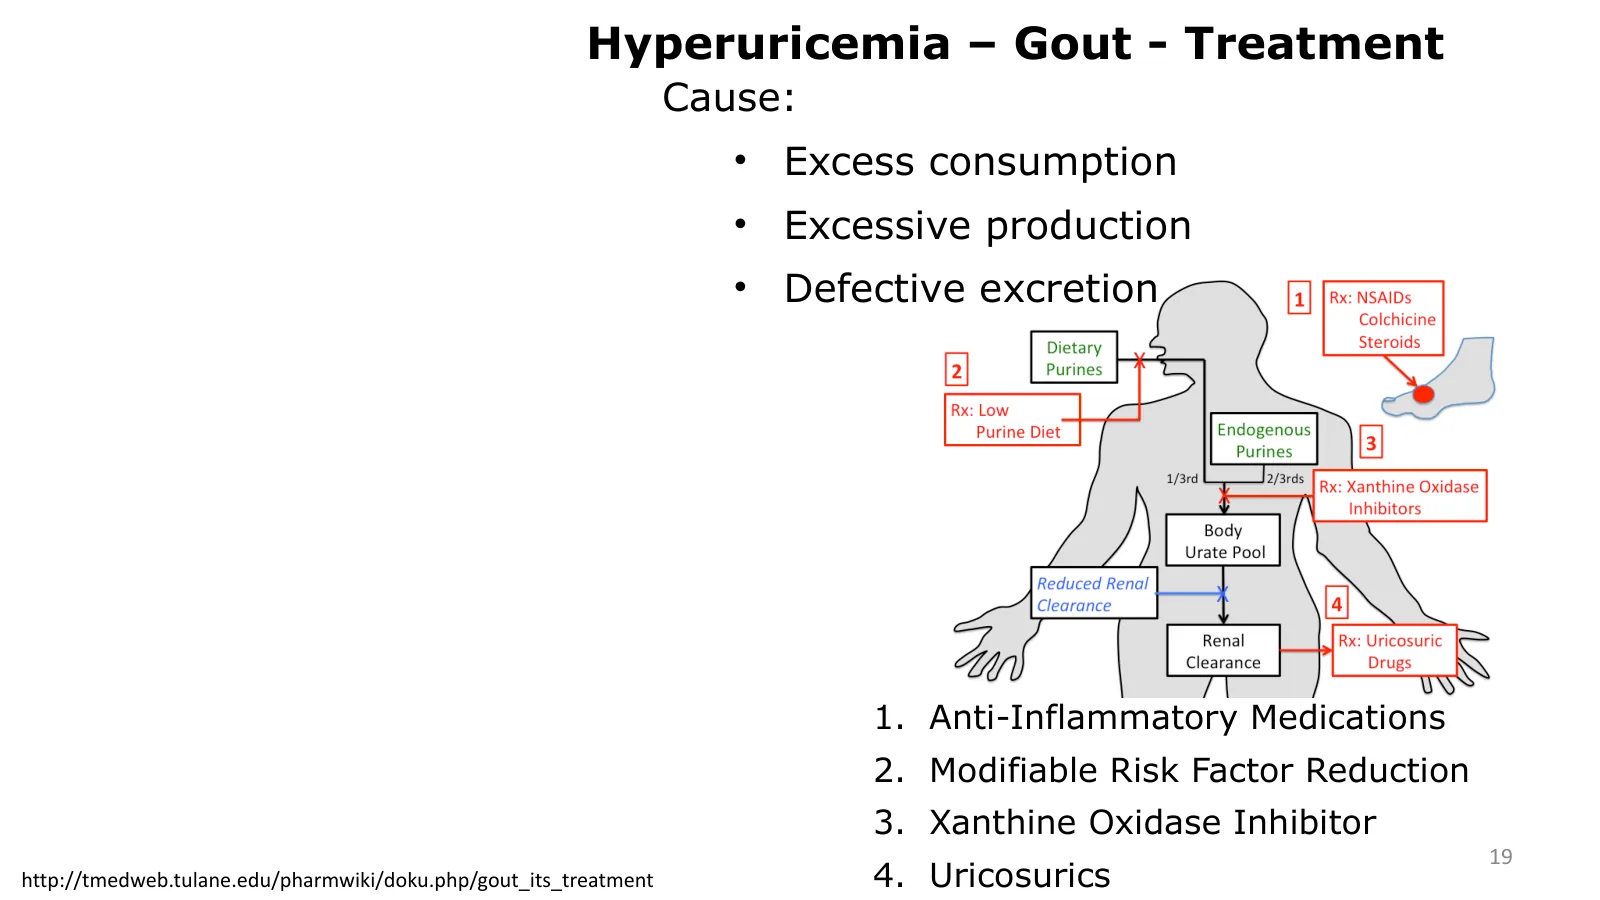 Hyperuricemia – Gout - Treatment
Cause:
• Excess consumption
• Excessive production
• Defective excretion
1
Rx: NSAIDs
Colchicine
Steroids
Dietary
Purines
2
Rx: Low
Purine Diet
Endogenous
Purines
3
1/3rd
2/3rds
Rx: Xanthine Oxidase
Inhibitors
Body
Urate Pool
Reduced Renal
Clearance
4
Renal
Clearance
Rx: Uricosuric
Drugs
1. Anti-Inflammatory Medications
2. Modifiable Risk Factor Reduction
3. Xanthine Oxidase Inhibitor
4. Uricosurics
19
http://tmedweb.tulane.edu/pharmwiki/doku.php/gout_its_treatment